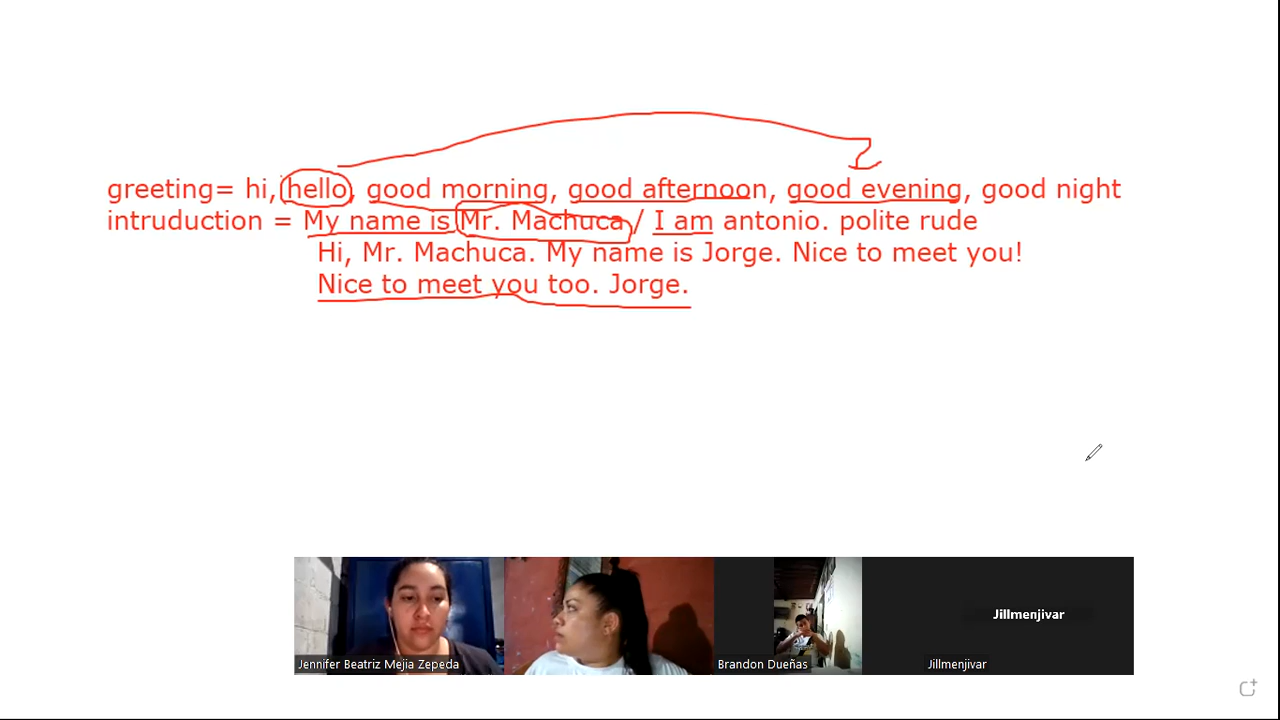 greeting= hi, hello, good morning, good afternoon, good evening, good night
intruduction = My name is Mr. Machuca / I am antonio. polite rude
Hi, Mr. Machuca. My name is Jorge. Nice to meet you!
Nice to meet you too. Jorge.
Jillmenjivar
Jennifer Beatriz Mejia Zepeda
Brandon Dueñas
Jillmenjivar